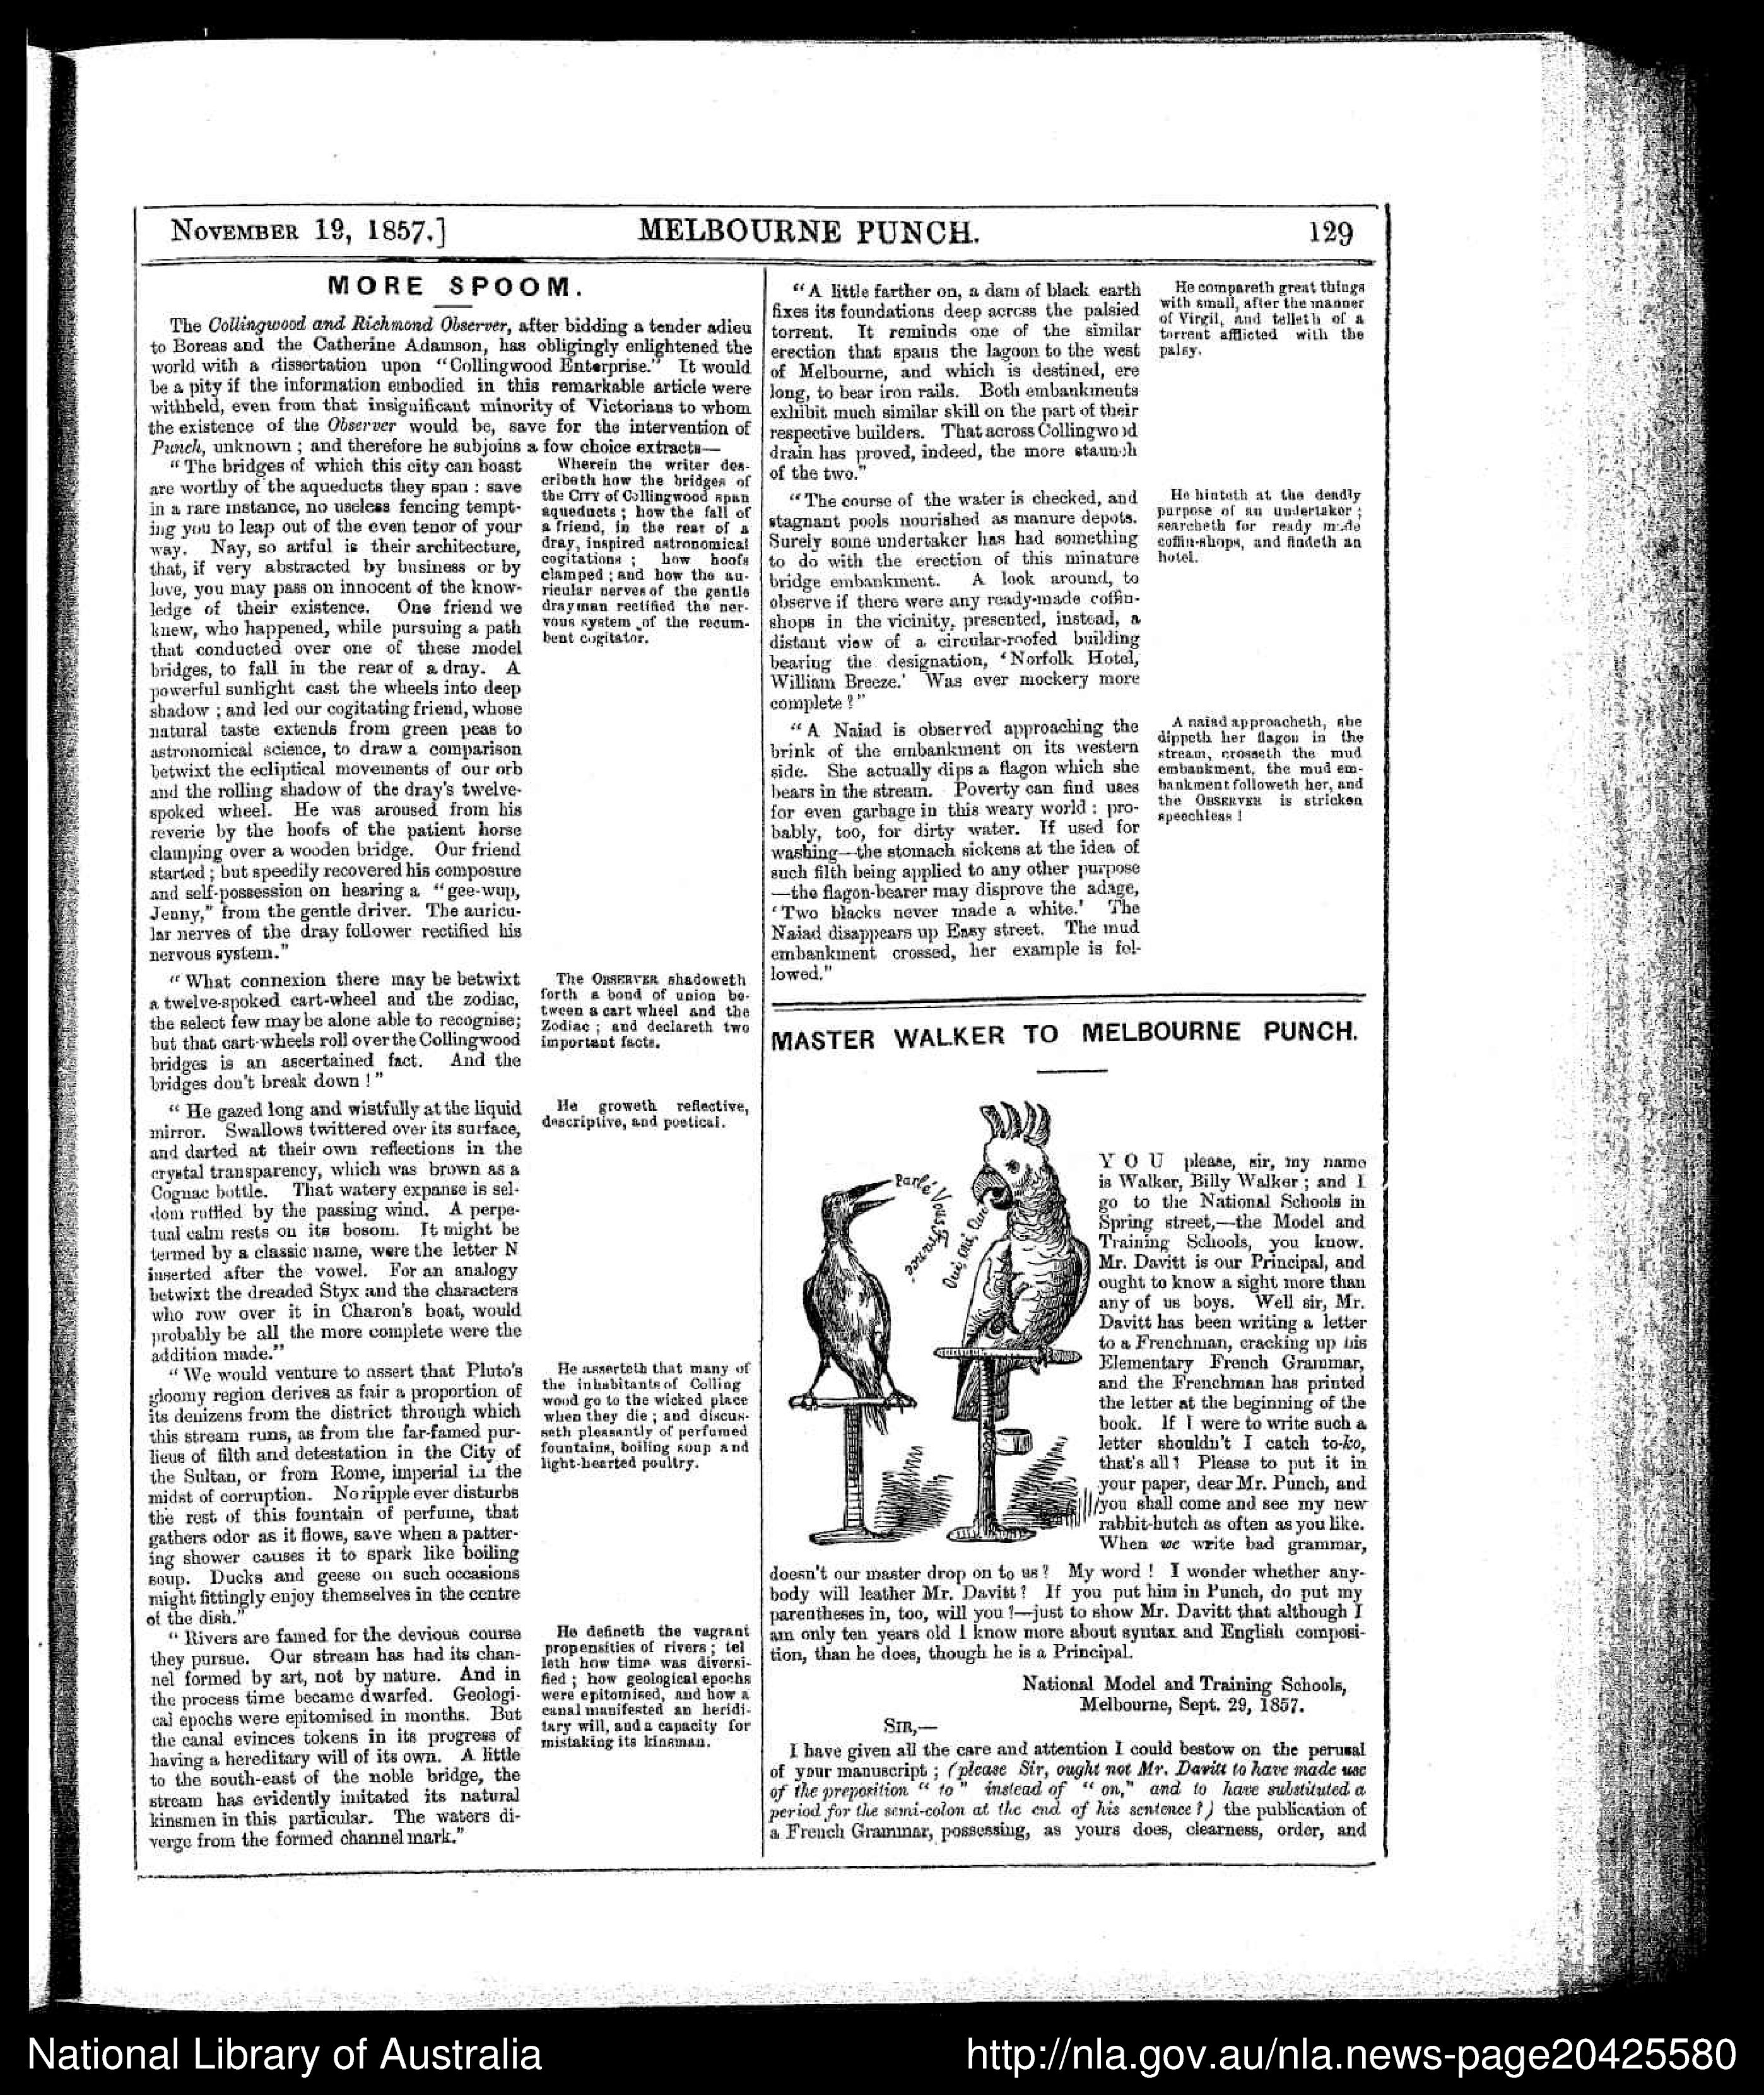 NOVEMBER 19, 1857.] MELBOURNE PUNCH. 129
MORE SPOOM.
The Collingwood and Richmond Observer, after bidding a tender adieu
to Boreas and the Catherine Adamson, has obligingly enlightened the
world with a dissertation upon "Collingwood Enterprise." It would
be a pity if the information embodied in this remarkable article were
withheld, even from that insignificant minority of Victorians to whom
the existence of the Observer would be, save for the intervention of
Punch, unknown ; and therefore he subjoins a few choice extracts—
"The bridges of which this city can boast
are worthy of the aqueducts they span : save
in a rare instance, no useless fencing tempt-
ing you to leap out of the even tenor of your
way. Nay, so artful is their architecture,
that, if very abstracted by business or by
love, you may pass on innocent of the know-
ledge of their existence. One friend we
knew, who happened, while pursuing a path
that conducted over one of these model
bridges, to fall in the rear of a dray. A
powerful sunlight cast the wheels into deep
shadow ; and led our cogitating friend, whose
natural taste extends from green peas to
astronomical science, to draw a comparison
betwixt the ecliptical movements of our orb
and the rolling shadow of the dray's twelve-
spoked wheel. He was aroused from his
reverie by the hoofs of the patient horse
clamping over a wooden bridge. Our friend
started ; but speedily recovered his composure
and self-possession on hearing a "gee-wup,
Jenny," from the gentle driver. The auricu-
lar nerves of the dray follower rectified his
nervous system."
Wherein the writer des-
cribeth how the bridges of
the CITY of Collingwood span
aqueducts ; how the fall of
a friend, in the rear of a
dray, inspired astronomical
cogitations ; how hoofs
clamped ; and how the au-
ricular nerves of the gentle
drayman rectified the ner-
vous system of the recum-
bent cogitator.
"What connexion there may be betwixt
a twelve-spoked cart-wheel and the zodiac,
the select few may be alone able to recognise;
but that cart-wheels roll over the Collingwood
bridges is an ascertained fact. And the
bridges don't break down !"
The OBSERVER shadoweth
forth a bond of union be-
tween a cart wheel and the
Zodiac ; and declareth two
important facts.
"He gazed long and wistfully at the liquid
mirror. Swallows twittered over its surface,
and darted at their own reflections in the
crystal transparency, which was brown as a
Cognac bottle. That watery expanse is sel-
dom ruffled by the passing wind. A perpe-
tual calm rests on its bosom. It might be
termed by a classic name, were the letter N
inserted after the vowel. For an analogy
betwixt the dreaded Styx and the characters
who row over it in Charon's boat, would
probably be all the more complete were the
addition made."
He groweth reflective,
descriptive, and poetical.
"We would venture to assert that Pluto's
gloomy region derives as fair a proportion of
its denizens from the district through which
this stream runs, as from the far-famed pur-
lieus of filth and detestation in the City of
the Sultan, or from Rome, imperial in the
midst of corruption. No ripple ever disturbs
the rest of this fountain of perfume, that
gathers odor as it flows, save when a patter-
ing shower causes it to spark like boiling
soup. Ducks and geese on such occasions
might fittingly enjoy themselves in the centre
of the dish."
He asserteth that many of
the inhabitants of Colling
wood go to the wicked place
when they die ; and discus-
seth pleasantly of perfumed
fountains, boiling soup and
light-hearted poultry.
"Rivers are famed for the devious course
they pursue. Our stream has had its chan-
nel formed by art, not by nature. And in
the process time became dwarfed. Geologi-
cal epochs were epitomised in months. But
the canal evinces tokens in its progress of
having a hereditary will of its own. A little
to the south-east of the noble bridge, the
stream has evidently imitated its natural
kinsmen in this particular. The waters di-
verge from the formed channel mark."
He defineth the vagrant
propensities of rivers ; tel
leth how time was diversi-
fied ; how geological epochs
were epitomised, and how a
canal manifested an heridi-
tary will, and a capacity for
mistaking its kinsman.
"A little farther on, a dam of black earth
fixes its foundations deep across the palsied
torrent. It reminds one of the similar
erection that spans the lagoon to the west
of Melbourne, and which is destined, ere
long, to bear iron rails. Both embankments
exhibit much similar skill on the part of their
respective builders. That across Collingwood
drain has proved, indeed, the more staunch
of the two."
He compareth great things
with small, after the manner
of Virgil, and telleth of a
torrent afflicted with the
palsy.
"The course of the water is checked, and
stagnant pools nourished as manure depots.
Surely some undertaker has had something
to do with the erection of this minature
bridge embankment. A look around, to
observe if there were any ready-made coffin-
shops in the vicinity, presented, instead, a
distant view of a circular-roofed building
bearing the designation, 'Norfolk Hotel,
William Breeze.' Was ever mockery more
complete ?"
He hinteth at the deadly
purpose of an undertaker ;
searcheth for ready made
coffin-shops, and findeth an
hotel.
"A Naiad is observed approaching the
brink of the embankment on its western
side. She actually dips a flagon which she
bears in the stream. Poverty can find uses
for even garbage in this weary world : pro-
bably, too, for dirty water. If used for
washing—the stomach sickens at the idea of
such filth being applied to any other purpose
—the flagon-bearer may disprove the adage,
'Two blacks never made a white.' The
Naiad disappears up Easy street. The mud
embankment crossed, her example is fol-
lowed."
A naiad approacheth, she
dippeth her flagon in the
stream, crosseth the mud
embankment, the mud em-
bankment followeth her, and
the OBSERVER is stricken
speechless !
MASTER WALKER TO MELBOURNE PUNCH.
Parlé Vous France?
Oui, oui, Oui
YOU please, sir, my name
is Walker, Billy Walker ; and I
go to the National Schools in
Spring street,—the Model and
Training Schools, you know.
Mr. Davitt is our Principal, and
ought to know a sight more than
any of us boys. Well sir, Mr.
Davitt has been writing a letter
to a Frenchman, cracking up his
Elementary French Grammar,
and the Frenchman has printed
the letter at the beginning of the
book. If I were to write such a
letter shouldn't I catch to-ko,
that's all? Please to put it in
your paper, dear Mr. Punch, and
you shall come and see my new
rabbit-hutch as often as you like.
When we write bad grammar,
doesn't our master drop on to us? My word ! I wonder whether any-
body will leather Mr. Davitt? If you put him in Punch, do put my
parentheses in, too, will you ?—just to show Mr. Davitt that although I
am only ten years old I know more about syntax and English composi-
tion, than he does, though he is a Principal.
National Model and Training Schools,
Melbourne, Sept. 29, 1857.
SIR,—
I have given all the care and attention I could bestow on the perusal
of your manuscript ; (please Sir, ought not Mr. Davitt to have made use
of the preposition "to" instead of "on," and to have substituted a
period for the semi-colon at the end of his sentence?) the publication of
a French Grammar, possessing, as yours does, clearness, order, and
National Library of Australia
http://nla.gov.au/nla.news-page20425580